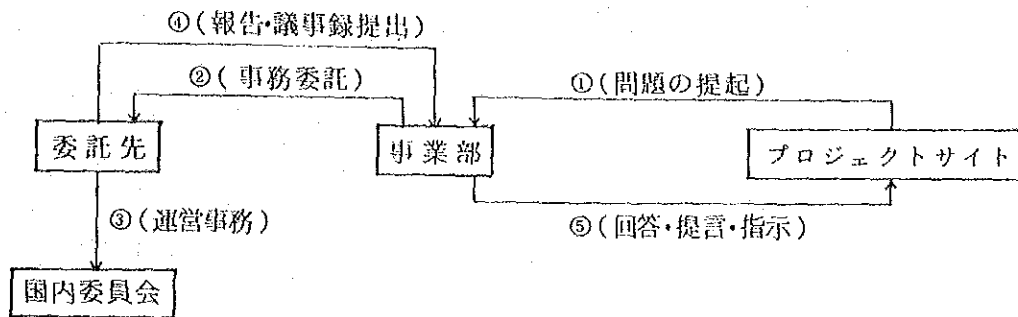 ④(報告・議事録提出)
②(事務委託)
①(問題の提起)
委託先
事業部
プロジェクトサイト
③(運営事務)
⑤(回答・提言・指示)
国内委員会